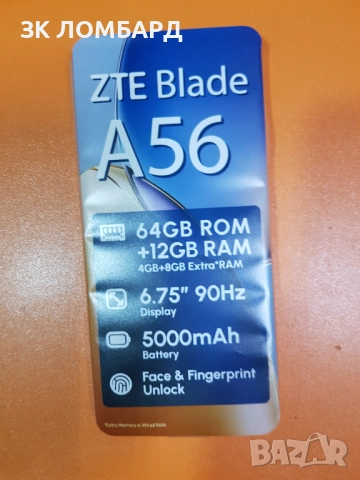 ЗК ЛОМБАРД
ZTE Blade
A56
64GB ROM
+12GB RAM
4GB+8GB Extra*RAM
6.75" 90Hz
Display
5000mAh
Battery
Face & Fingerprint
Unlock
*Extra Memory is Virtual RAM
BAZAR